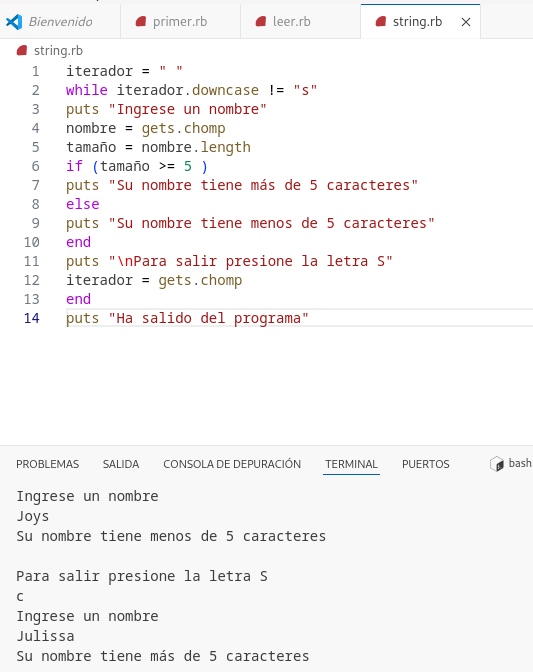 Bienvenido primer.rb leer.rb string.rb
string.rb
1 iterador = " "
2 while iterador.downcase != "s"
3 puts "Ingrese un nombre"
4 nombre = gets.chomp
5 tamaño = nombre.length
6 if (tamaño >= 5 )
7 puts "Su nombre tiene más de 5 caracteres"
8 else
9 puts "Su nombre tiene menos de 5 caracteres"
10 end
11 puts "\nPara salir presione la letra S"
12 iterador = gets.chomp
13 end
14 puts "Ha salido del programa"
PROBLEMAS SALIDA CONSOLA DE DEPURACIÓN TERMINAL PUERTOS bash
Ingrese un nombre
Joys
Su nombre tiene menos de 5 caracteres
Para salir presione la letra S
c
Ingrese un nombre
Julissa
Su nombre tiene más de 5 caracteres